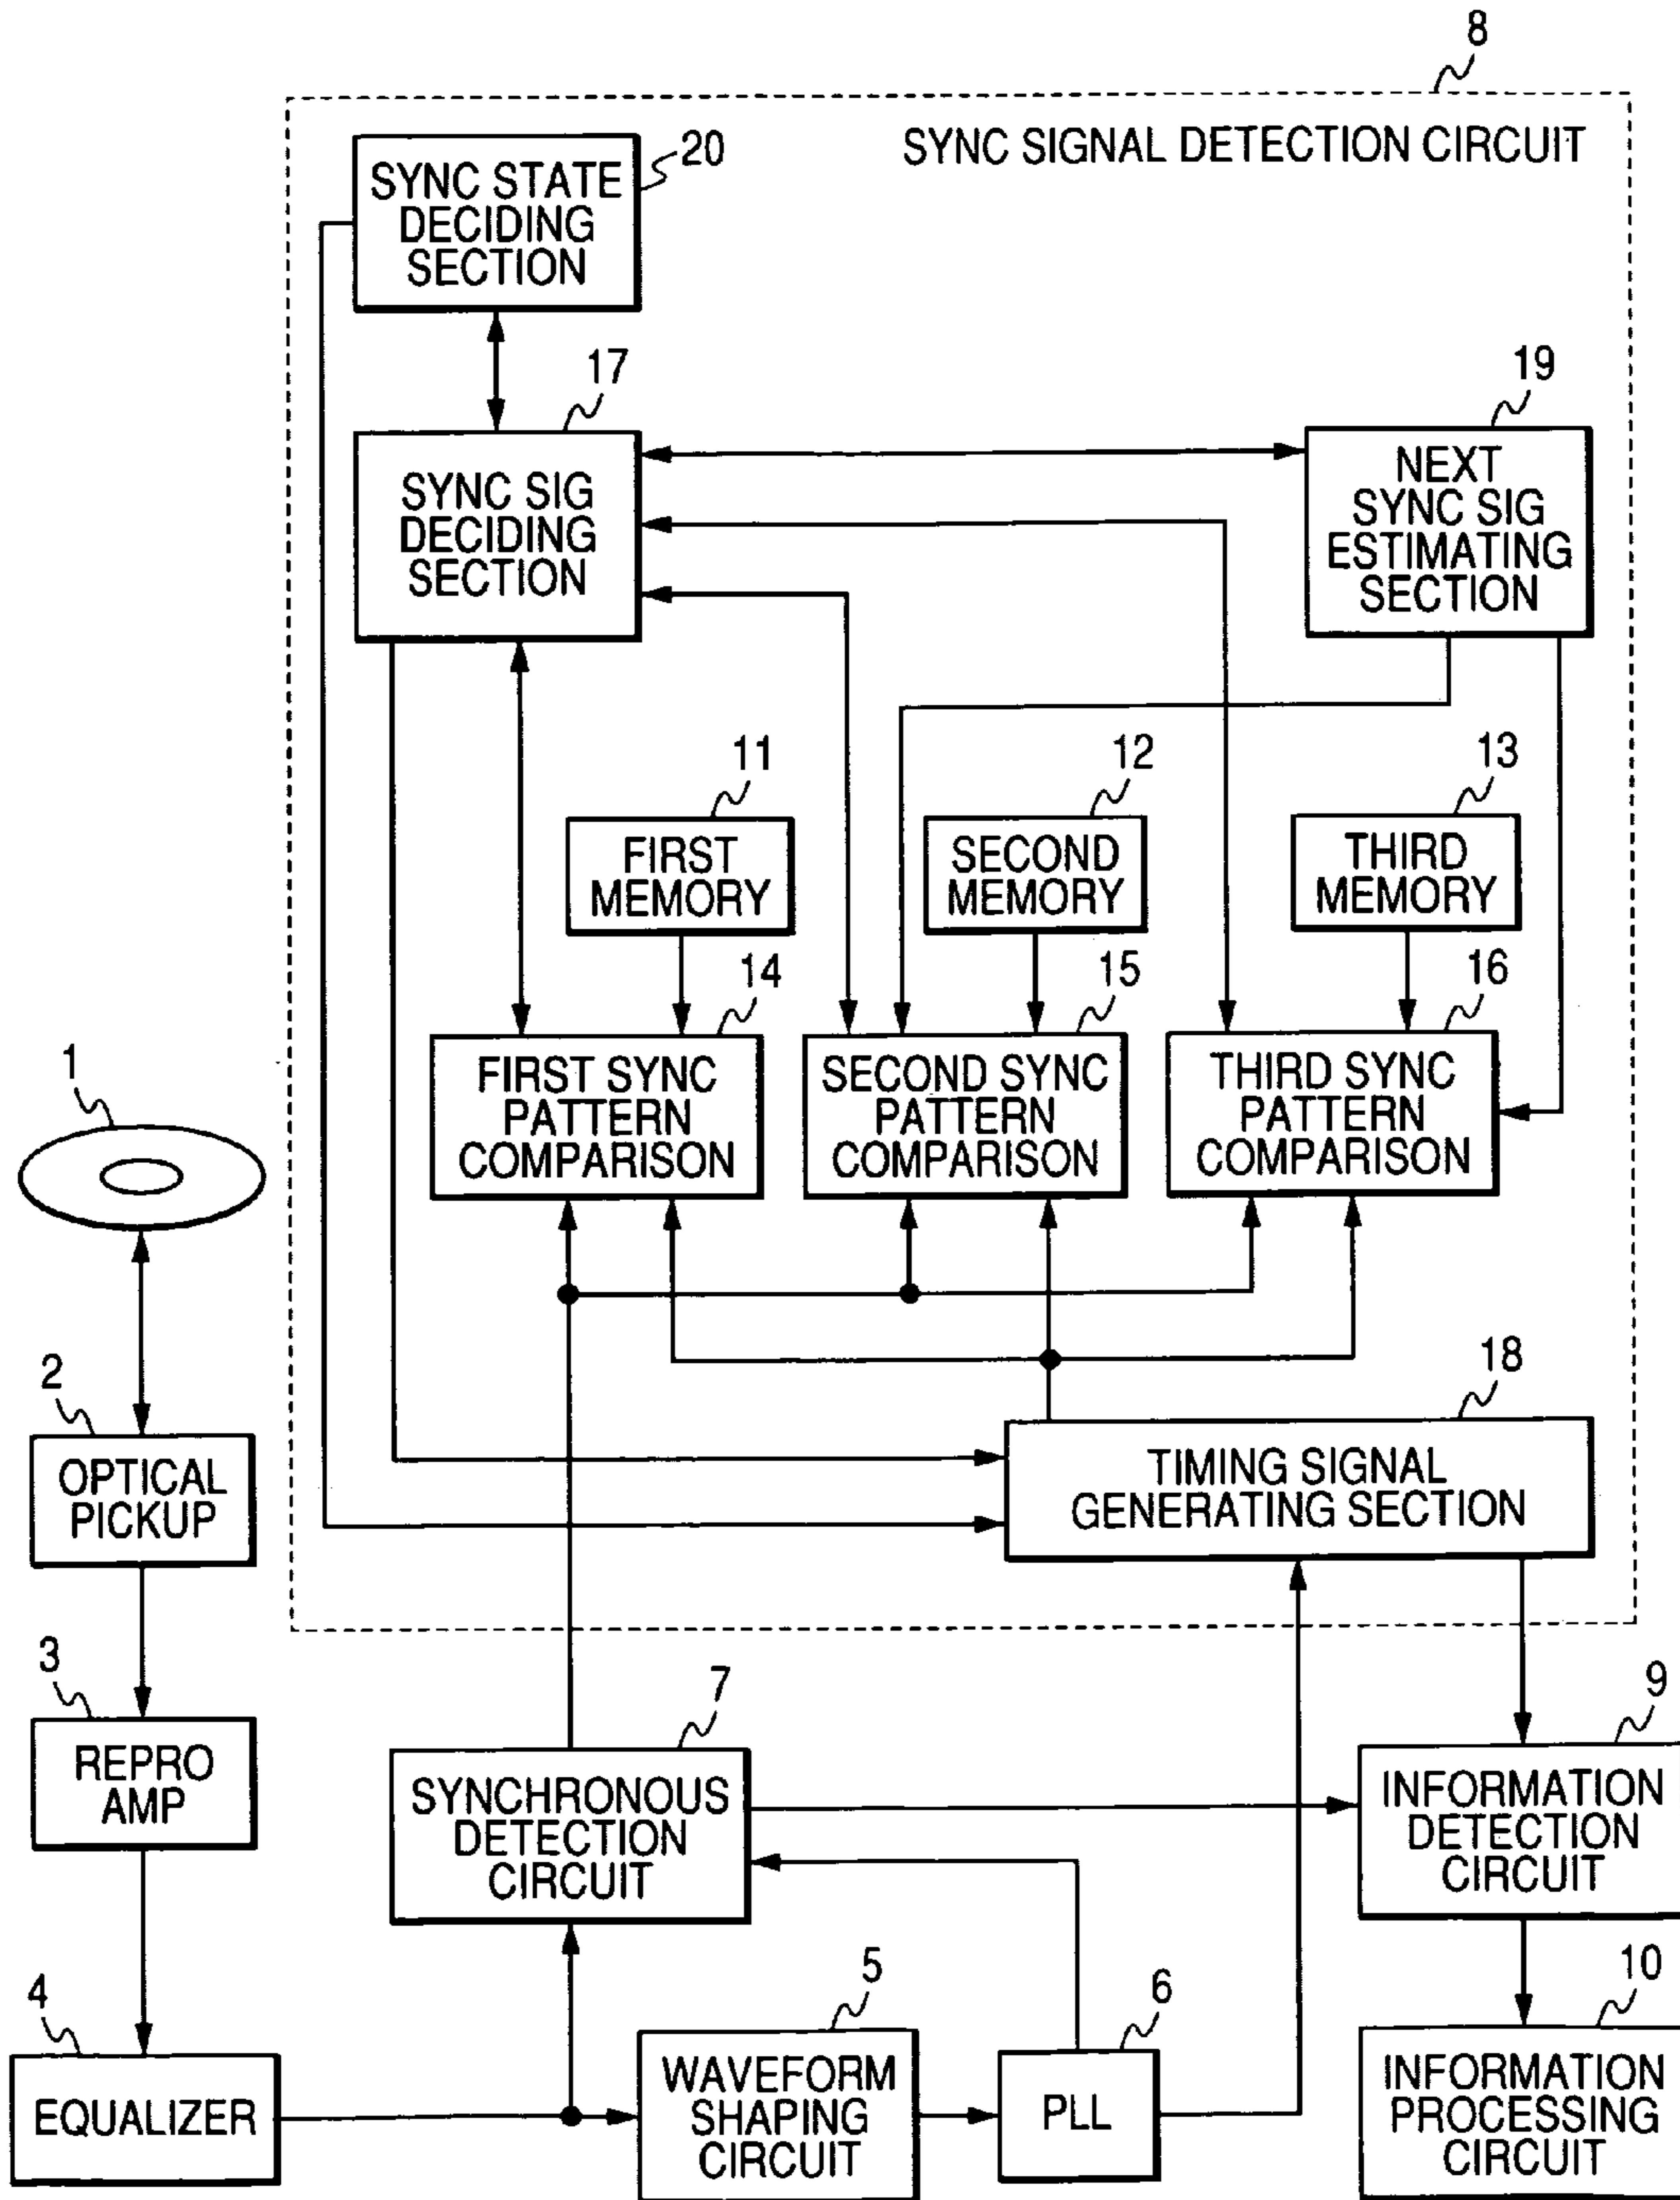 8
SYNC SIGNAL DETECTION CIRCUIT
20
SYNC STATE
DECIDING
SECTION
17
SYNC SIG
DECIDING
SECTION
19
NEXT
SYNC SIG
ESTIMATING
SECTION
11
FIRST
MEMORY
12
SECOND
MEMORY
13
THIRD
MEMORY
14
FIRST SYNC
PATTERN
COMPARISON
15
SECOND SYNC
PATTERN
COMPARISON
16
THIRD SYNC
PATTERN
COMPARISON
1
2
OPTICAL
PICKUP
18
TIMING SIGNAL
GENERATING SECTION
3
REPRO
AMP
7
SYNCHRONOUS
DETECTION
CIRCUIT
9
INFORMATION
DETECTION
CIRCUIT
4
EQUALIZER
5
WAVEFORM
SHAPING
CIRCUIT
6
PLL
10
INFORMATION
PROCESSING
CIRCUIT